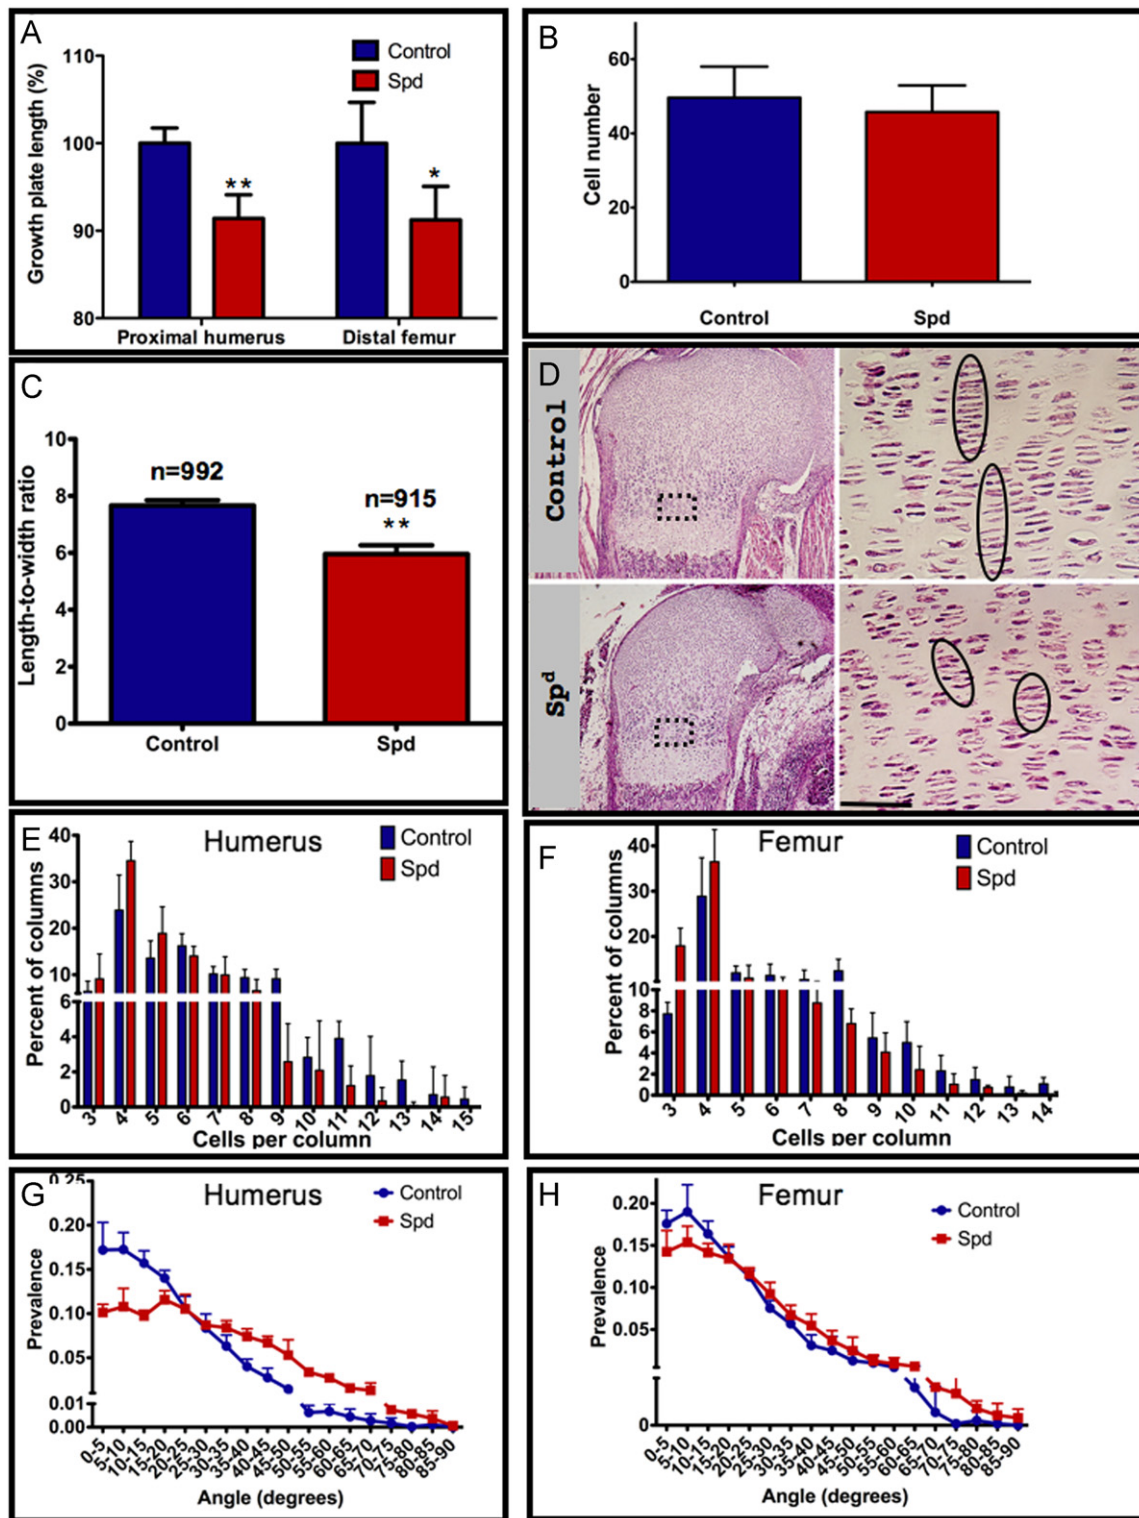 A
Control
Spd
Growth plate length (%)
110
100
90
80
**
*
Proximal humerus
Distal femur
B
Cell number
60
40
20
0
Control
Spd
C
Length-to-width ratio
10
8
6
4
2
0
n=992
n=915
**
Control
Spd
D
Control
Spd
E
Humerus
Control
Spd
Percent of columns
40
30
20
10
6
4
2
0
3 4 5 6 7 8 9 10 11 12 13 14 15
Cells per column
F
Femur
Control
Spd
Percent of columns
40
30
20
10
8
6
4
2
0
3 4 5 6 7 8 9 10 11 12 13 14
Cells per column
G
Humerus
Control
Spd
Prevalence
0.25
0.20
0.15
0.10
0.05
0.01
0.00
0-5 5-10 10-15 15-20 20-25 25-30 30-35 35-40 40-45 45-50 50-55 55-60 60-65 65-70 70-75 75-80 80-85 85-90
Angle (degrees)
H
Femur
Control
Spd
Prevalence
0.20
0.15
0.10
0.05
0
0-5 5-10 10-15 15-20 20-25 25-30 30-35 35-40 40-45 45-50 50-55 55-60 60-65 65-70 70-75 75-80 80-85 85-90
Angle (degrees)